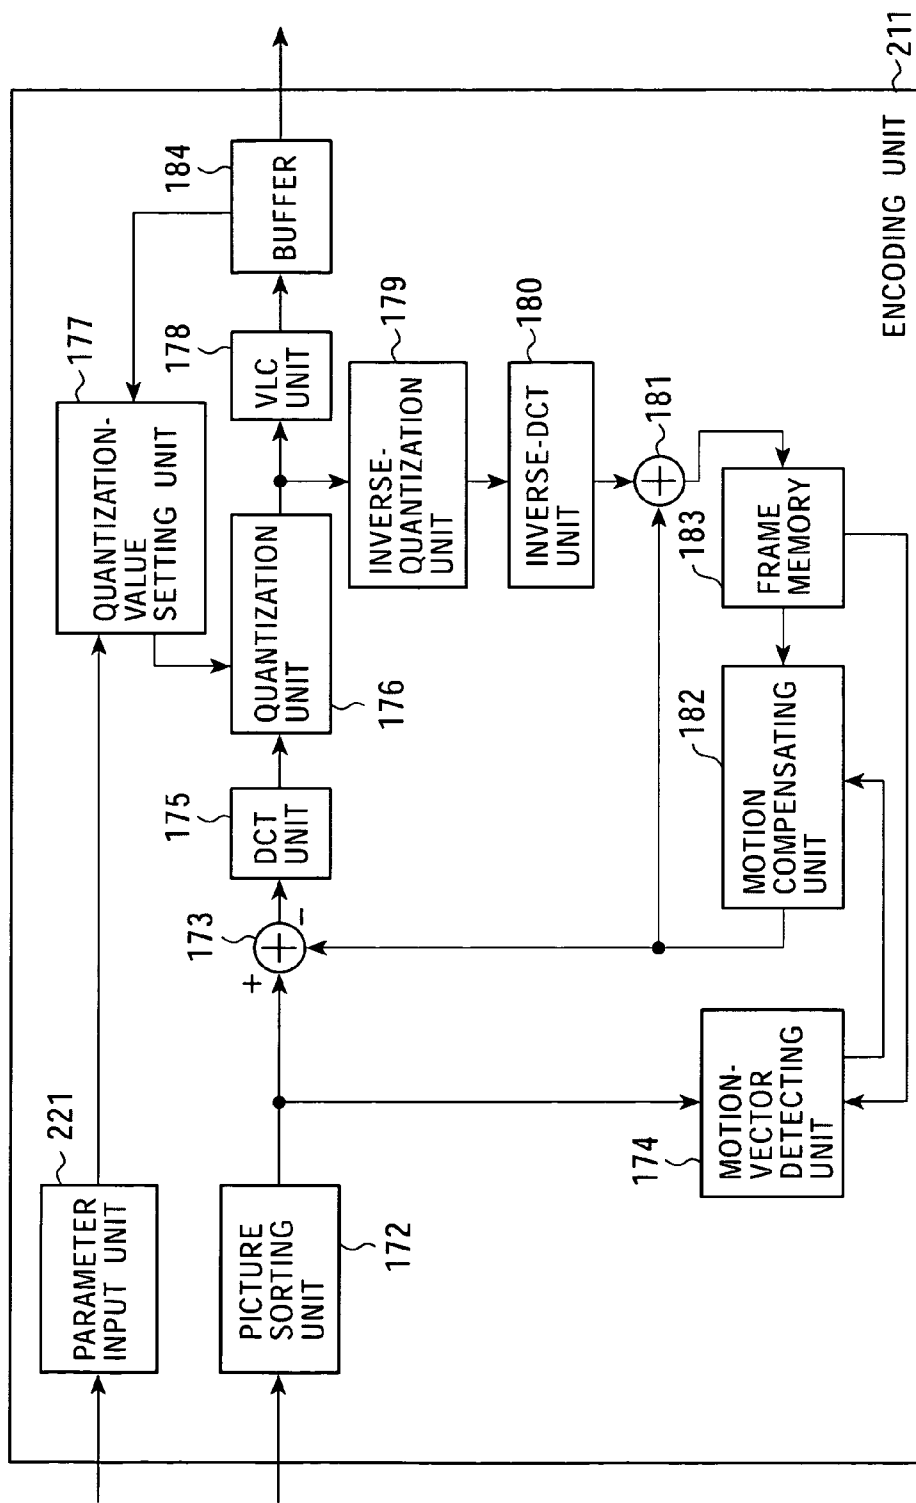 PARAMETER
INPUT UNIT
221
QUANTIZATION-
VALUE
SETTING UNIT
177
PICTURE
SORTING
UNIT
172
+
−
173
DCT
UNIT
175
QUANTIZATION
UNIT
176
VLC
UNIT
178
BUFFER
184
INVERSE-
QUANTIZATION
UNIT
179
INVERSE-DCT
UNIT
180
181
MOTION-
VECTOR
DETECTING
UNIT
174
MOTION
COMPENSATING
UNIT
182
FRAME
MEMORY
183
ENCODING UNIT
211